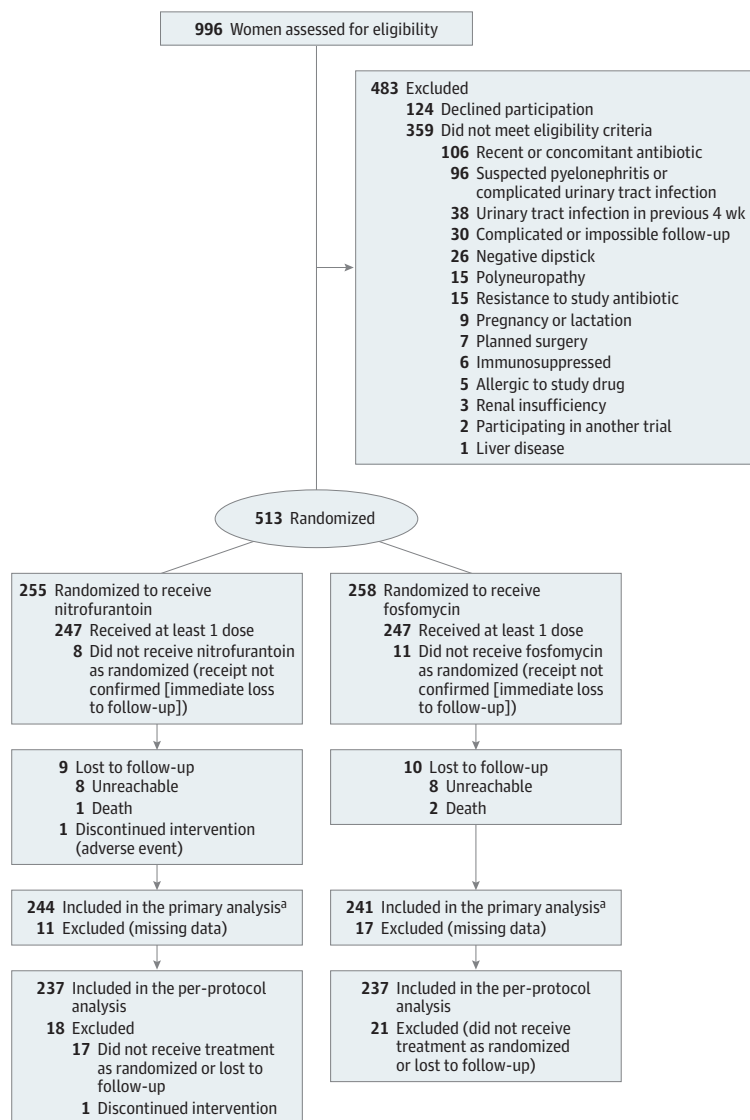 996 Women assessed for eligibility
483 Excluded
124 Declined participation
359 Did not meet eligibility criteria
106 Recent or concomitant antibiotic
96 Suspected pyelonephritis or
complicated urinary tract infection
38 Urinary tract infection in previous 4 wk
30 Complicated or impossible follow-up
26 Negative dipstick
15 Polyneuropathy
15 Resistance to study antibiotic
9 Pregnancy or lactation
7 Planned surgery
6 Immunosuppressed
5 Allergic to study drug
3 Renal insufficiency
2 Participating in another trial
1 Liver disease
513 Randomized
255 Randomized to receive
nitrofurantoin
247 Received at least 1 dose
8 Did not receive nitrofurantoin
as randomized (receipt not
confirmed [immediate loss
to follow-up])
258 Randomized to receive
fosfomycin
247 Received at least 1 dose
11 Did not receive fosfomycin
as randomized (receipt not
confirmed [immediate loss
to follow-up])
9 Lost to follow-up
8 Unreachable
1 Death
1 Discontinued intervention
(adverse event)
10 Lost to follow-up
8 Unreachable
2 Death
244 Included in the primary analysisᵃ
11 Excluded (missing data)
241 Included in the primary analysisᵃ
17 Excluded (missing data)
237 Included in the per-protocol
analysis
18 Excluded
17 Did not receive treatment
as randomized or lost to
follow-up
1 Discontinued intervention
237 Included in the per-protocol
analysis
21 Excluded (did not receive
treatment as randomized
or lost to follow-up)